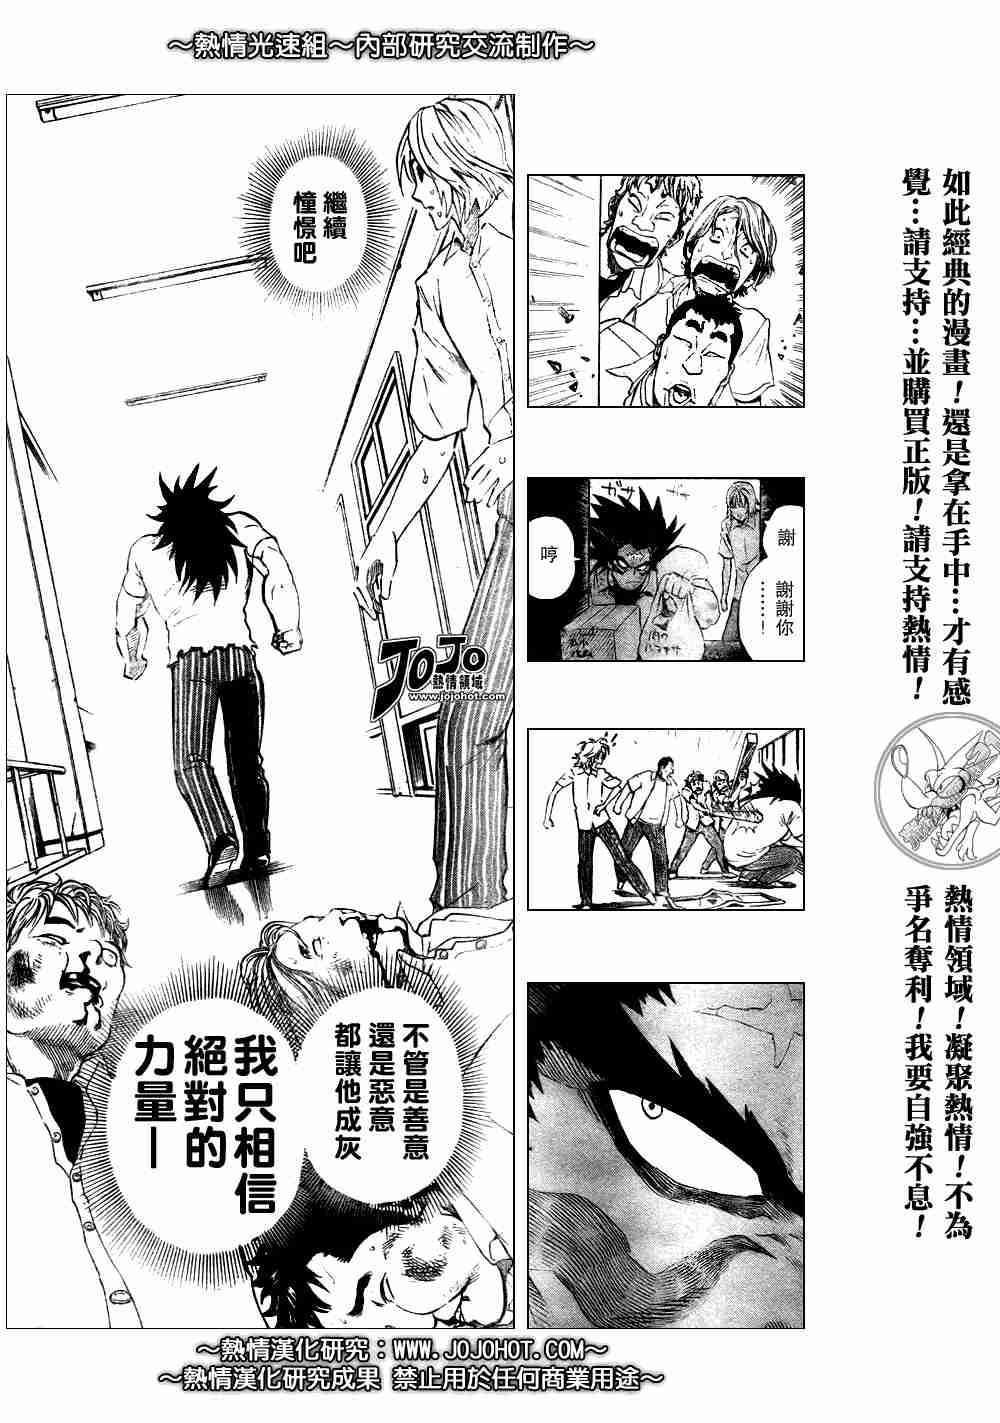 ～熱情光速組～內部研究交流制作～
如此經典的漫畫！還是拿在手中…才有感
覺…請支持…並購買正版！請支持熱情！
熱情領域！凝聚熱情！不為
爭名奪利！我要自強不息！
ガサ
謝
謝謝你
……！
哼
繼續
憧憬吧
JOJO
熱情領域
www.jojohot.com
不管是善意
還是惡意
都讓他成灰
我只相信
絕對的
力量－
～熱情漢化研究：WWW.JOJOHOT.COM～
～熱情漢化研究成果 禁止用於任何商業用途～